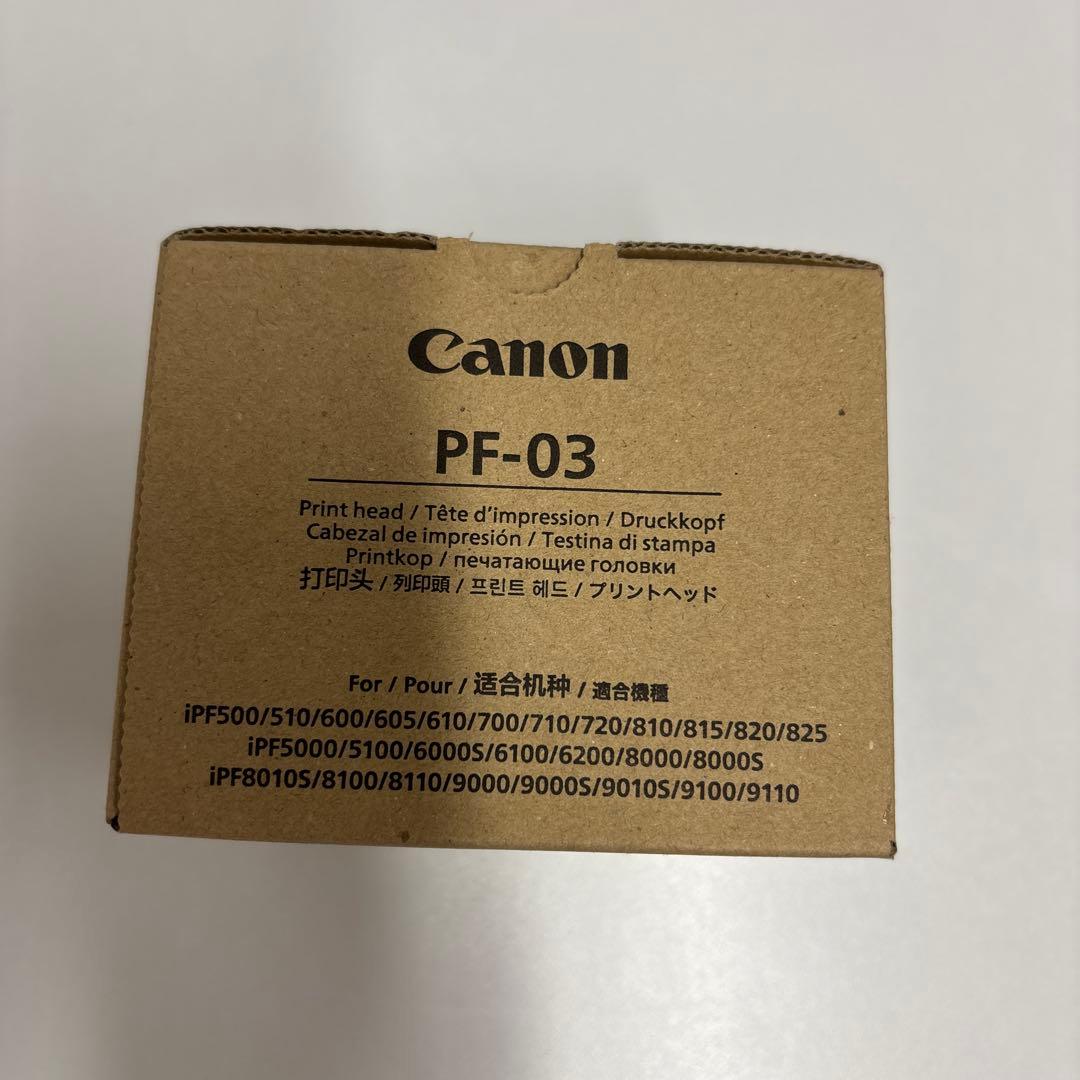 Canon
PF-03
Print head / Tête d'impression / Druckkopf
Cabezal de impresión / Testina di stampa
Printkop / печатающие головки
打印头 / 列印頭 / 프린트 헤드 / プリントヘッド
For / Pour / 适合机种 / 適合機種
iPF500/510/600/605/610/700/710/720/810/815/820/825
iPF5000/5100/6000S/6100/6200/8000/8000S
iPF8010S/8100/8110/9000/9000S/9010S/9100/9110